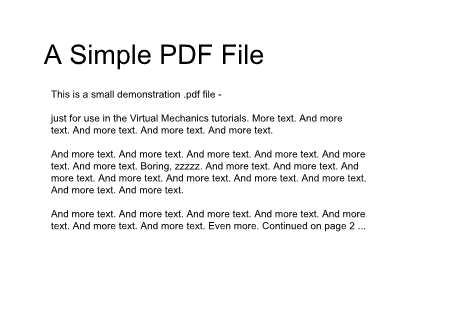 A Simple PDF File
This is a small demonstration .pdf file -
just for use in the Virtual Mechanics tutorials. More text. And more
text. And more text. And more text. And more text.
And more text. And more text. And more text. And more text. And more
text. And more text. Boring, zzzzz. And more text. And more text. And
more text. And more text. And more text. And more text. And more text.
And more text. And more text.
And more text. And more text. And more text. And more text. And more
text. And more text. And more text. Even more. Continued on page 2 ...